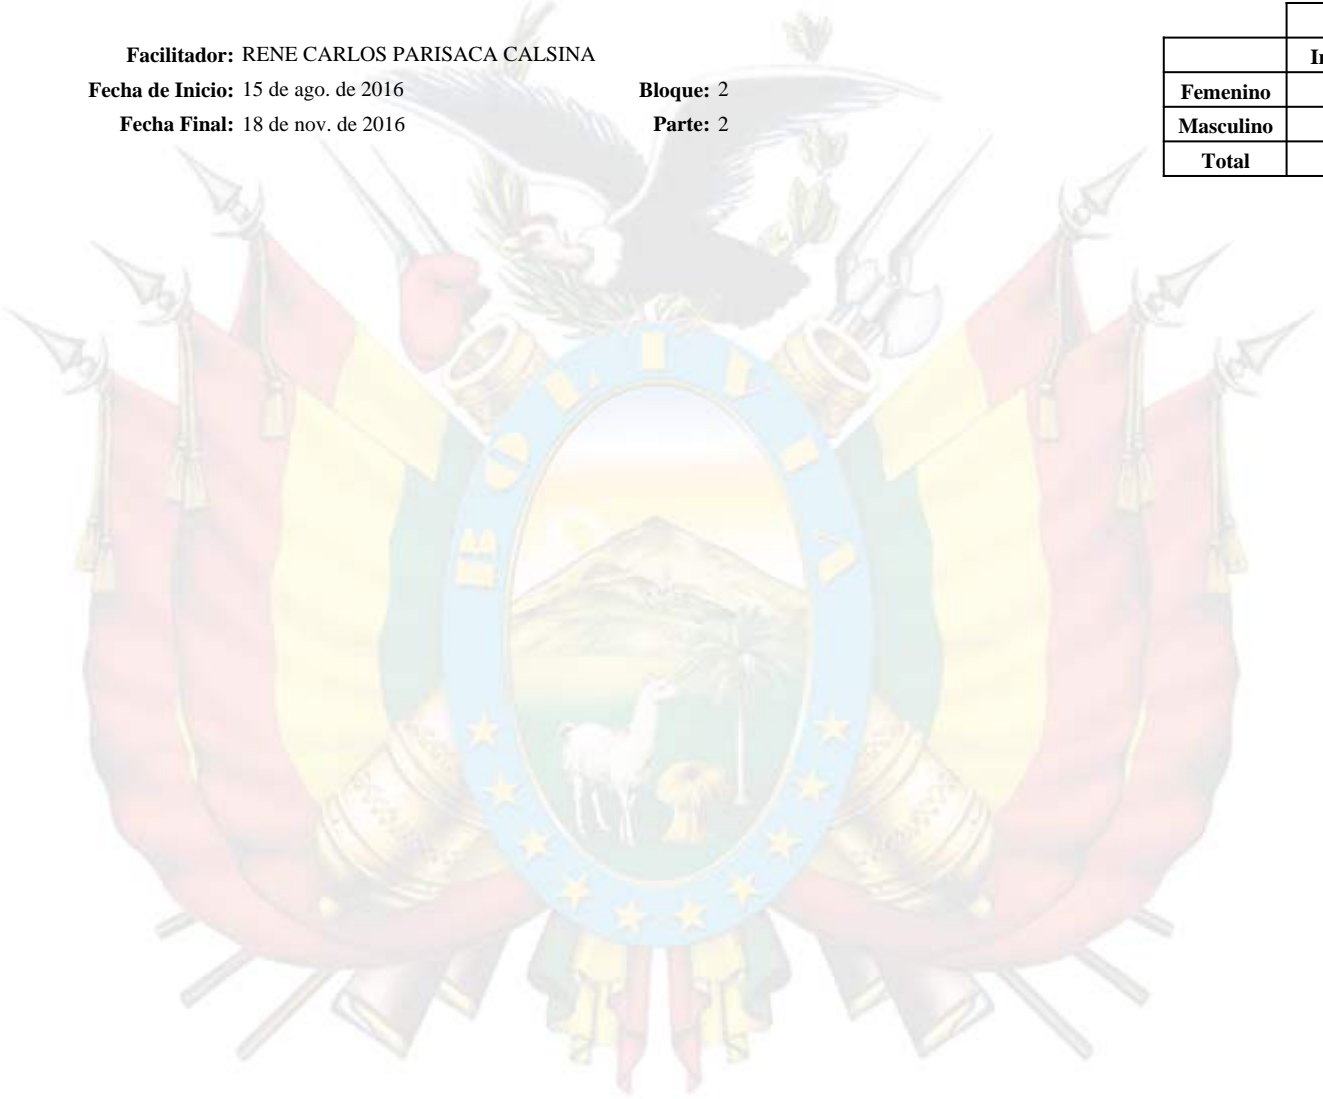 Facilitador: RENE CARLOS PARISACA CALSINA
Fecha de Inicio: 15 de ago. de 2016 Bloque: 2
Fecha Final: 18 de nov. de 2016 Parte: 2
Femenino
Masculino
Total
BOLIVIA